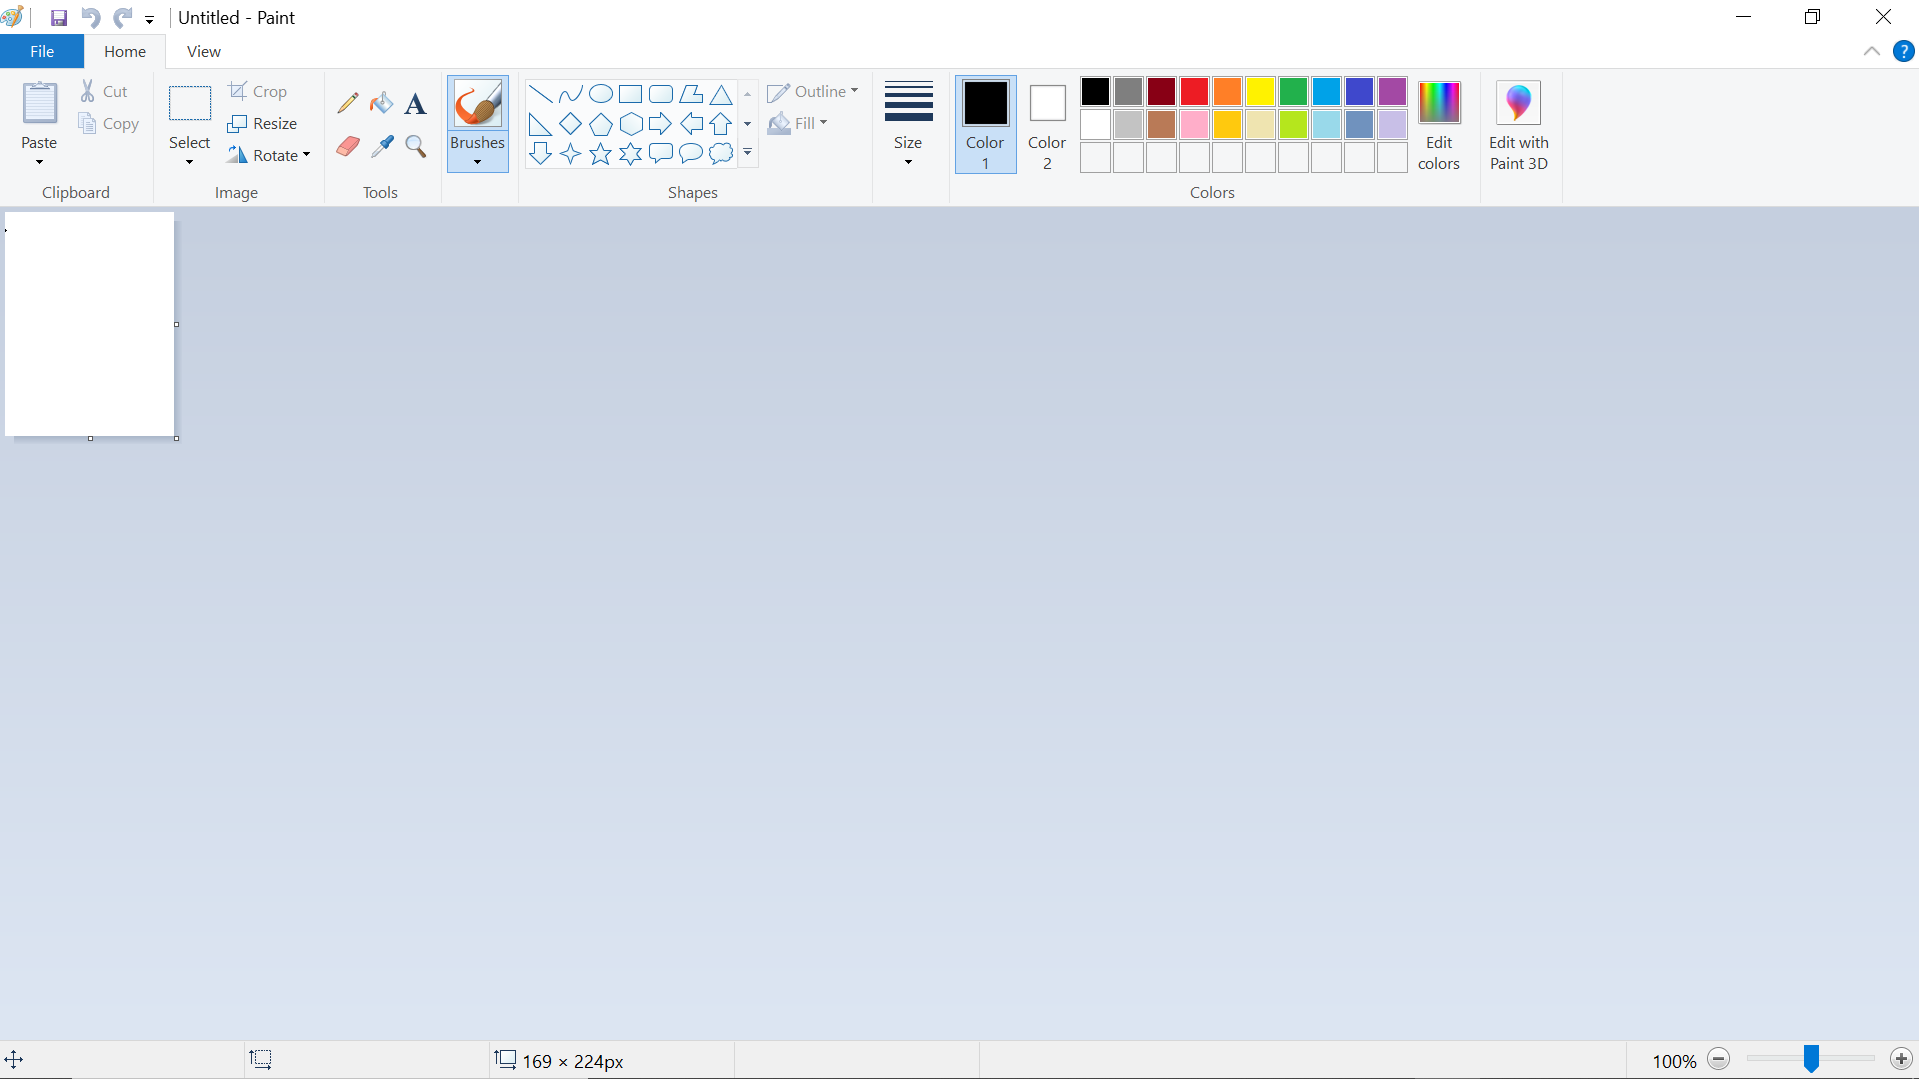 Untitled - Paint
File Home View
Paste
Cut
Copy
Clipboard
Select
Crop
Resize
Rotate
Image
A
Tools
Brushes
Shapes
Outline
Fill
Size
Color
1
Color
2
Colors
Edit
colors
Edit with
Paint 3D
?
169 × 224px
100%